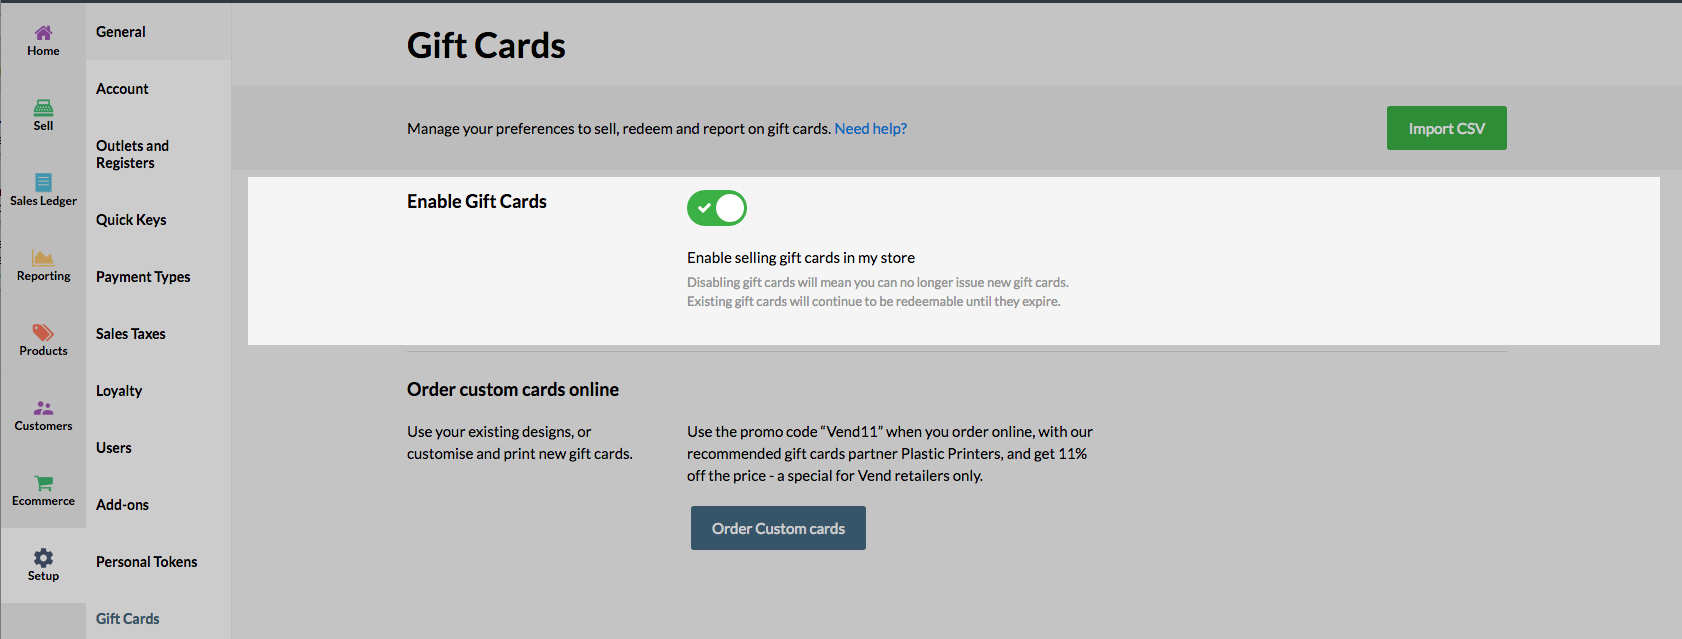 Home
Sell
Sales Ledger
Reporting
Products
Customers
Ecommerce
Setup
General
Account
Outlets and
Registers
Quick Keys
Payment Types
Sales Taxes
Loyalty
Users
Add-ons
Personal Tokens
Gift Cards
Gift Cards
Manage your preferences to sell, redeem and report on gift cards. Need help?
Import CSV
Enable Gift Cards
Enable selling gift cards in my store
Disabling gift cards will mean you can no longer issue new gift cards.
Existing gift cards will continue to be redeemable until they expire.
Order custom cards online
Use your existing designs, or
customise and print new gift cards.
Use the promo code “Vend11” when you order online, with our
recommended gift cards partner Plastic Printers, and get 11%
off the price - a special for Vend retailers only.
Order Custom cards